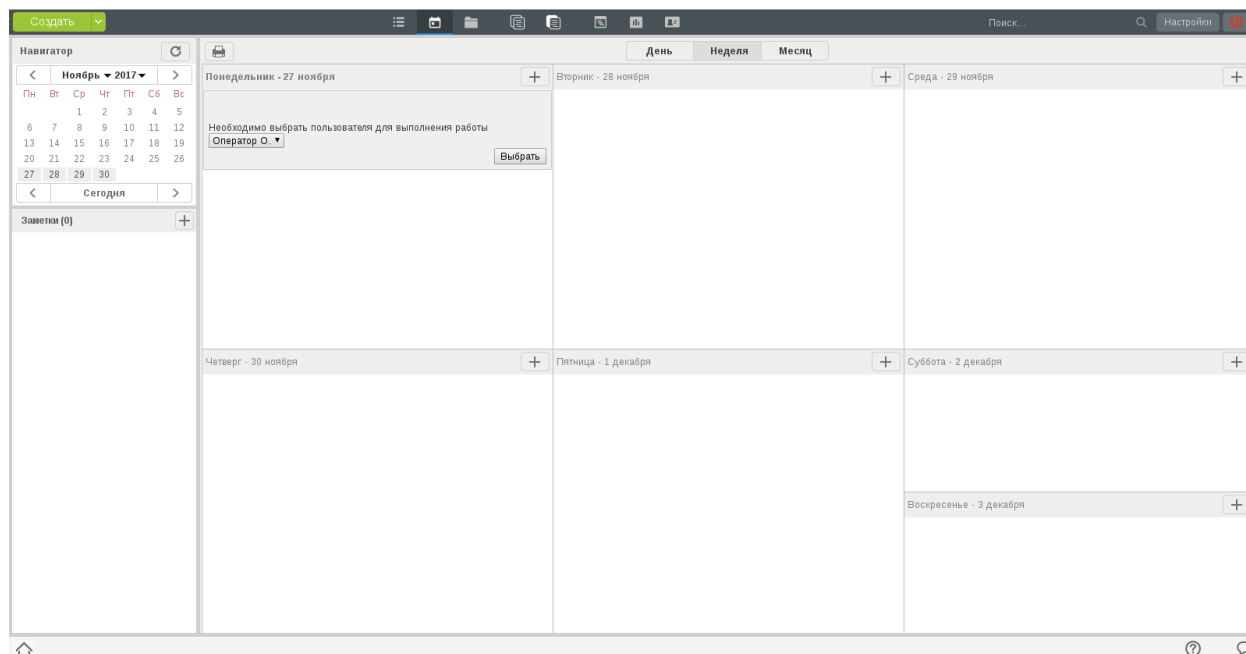 Создать
Поиск...
Настройки
Навигатор
День Неделя Месяц
Ноябрь 2017
Пн Вт Ср Чт Пт Сб Вс
1 2 3 4 5
6 7 8 9 10 11 12
13 14 15 16 17 18 19
20 21 22 23 24 25 26
27 28 29 30
Сегодня
Заметки (0)
Понедельник - 27 ноября
Необходимо выбрать пользователя для выполнения работы
Оператор О.
Выбрать
Вторник - 28 ноября
Среда - 29 ноября
Четверг - 30 ноября
Пятница - 1 декабря
Суббота - 2 декабря
Воскресенье - 3 декабря